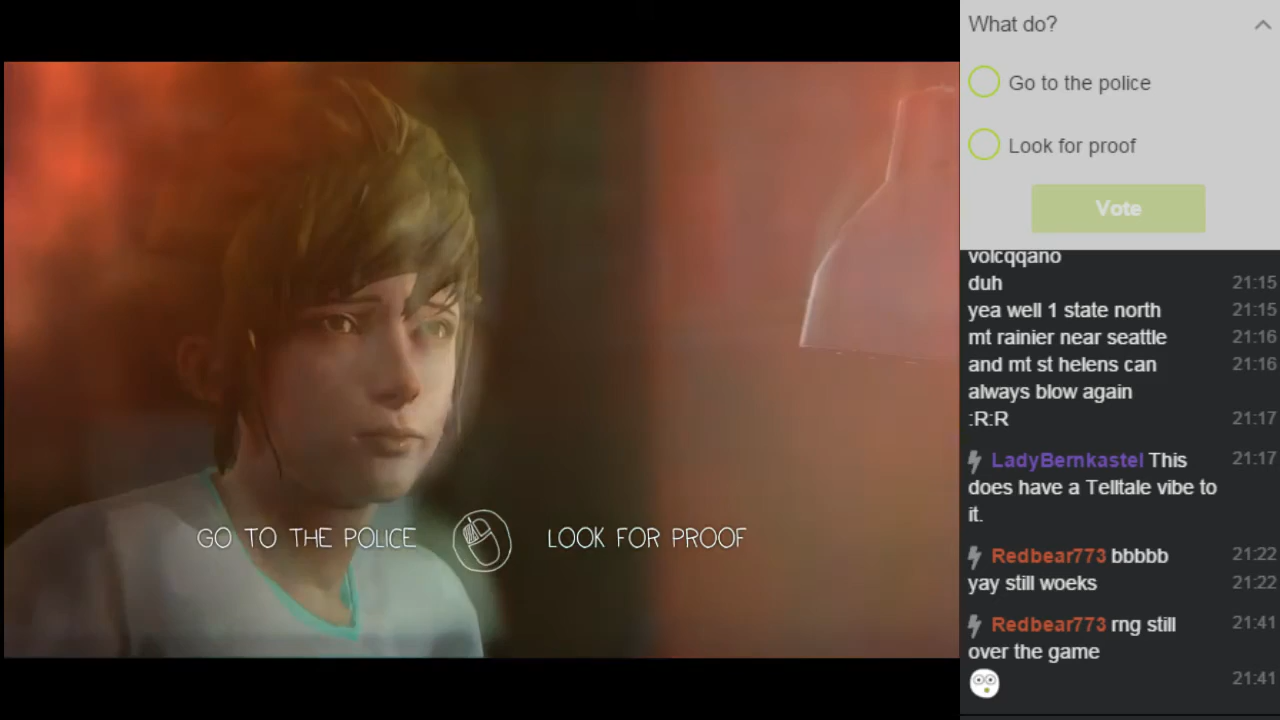 GO TO THE POLICE
LOOK FOR PROOF
What do?
Go to the police
Look for proof
Vote
volcqqano
duh 21:15
yea well 1 state north 21:15
mt rainier near seattle 21:16
and mt st helens can 21:16
always blow again
:R:R 21:17
LadyBernkastel This 21:17
does have a Telltale vibe to
it.
Redbear773 bbbbb 21:22
yay still woeks 21:22
Redbear773 rng still 21:41
over the game
21:41